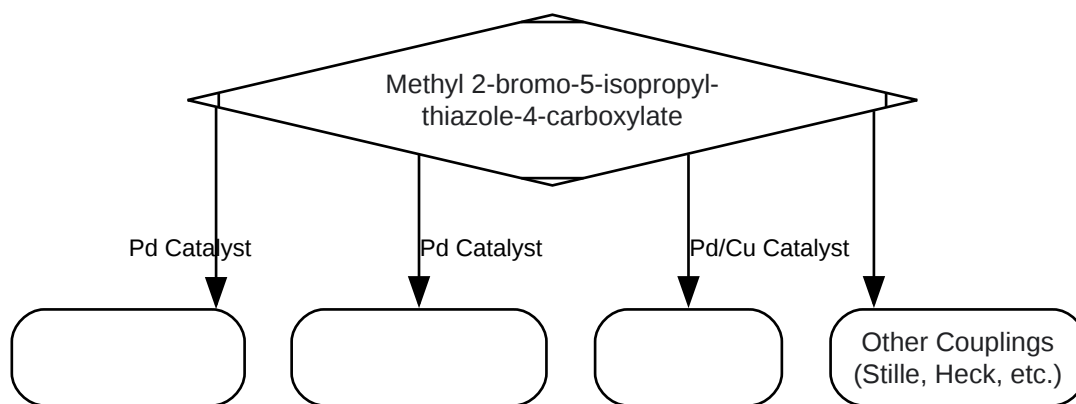 Methyl 2-bromo-5-isopropyl-
thiazole-4-carboxylate
Pd Catalyst
Pd Catalyst
Pd/Cu Catalyst
Other Couplings
(Stille, Heck, etc.)